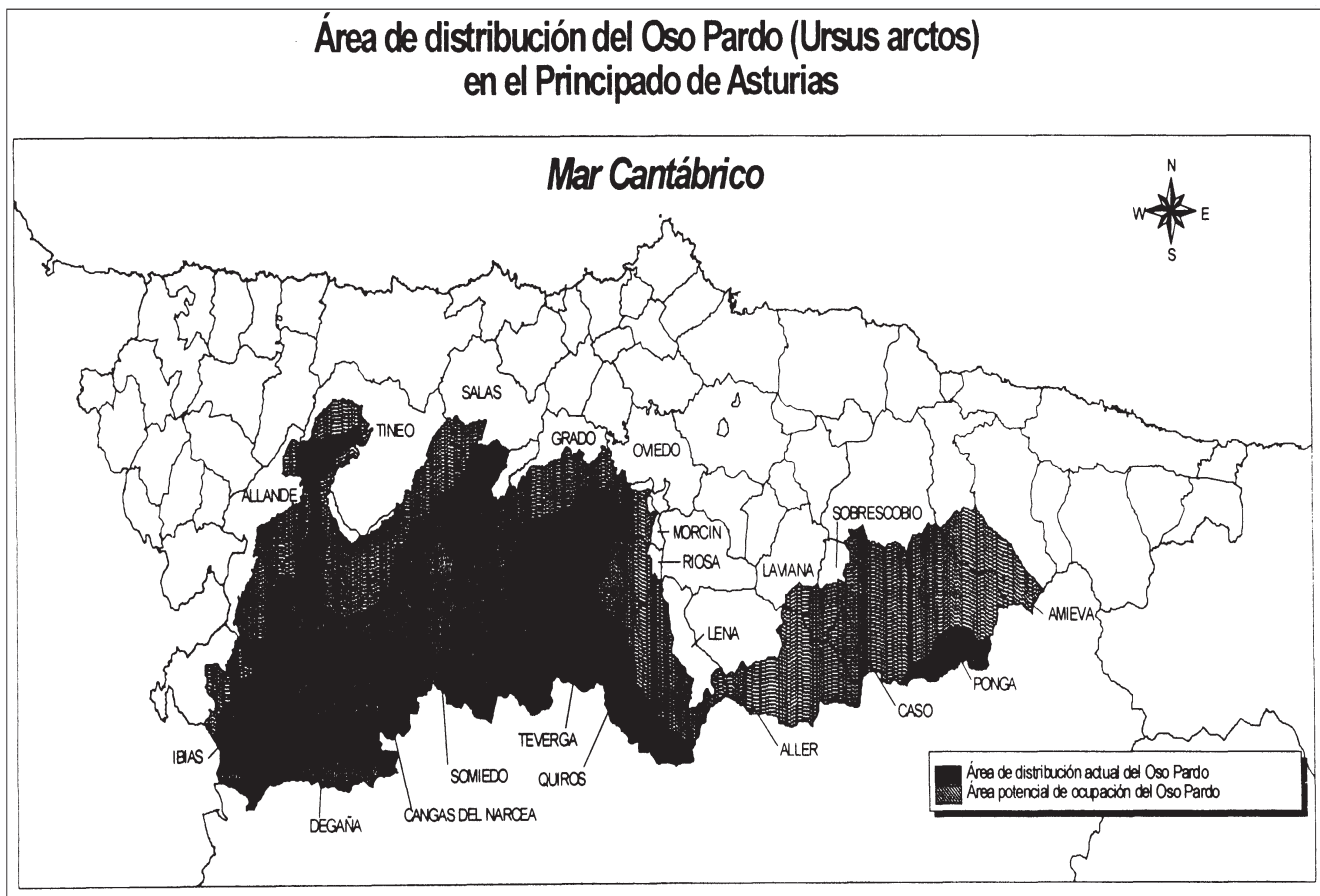 Área de distribución del Oso Pardo (Ursus arctos)
en el Principado de Asturias
Mar Cantábrico
N
W E
S
SALAS
TINEO
GRADO
OVIEDO
ALLANDE
SOBRESCOBIO
MORCIN
RIOSA
LAVIANA
AMIEVA
LENA
PONGA
CASO
TEVERGA
ALLER
IBIAS
SOMIEDO
QUIROS
CANGAS DEL NARCEA
DEGAÑA
Área de distribución actual del Oso Pardo
Área potencial de ocupación del Oso Pardo